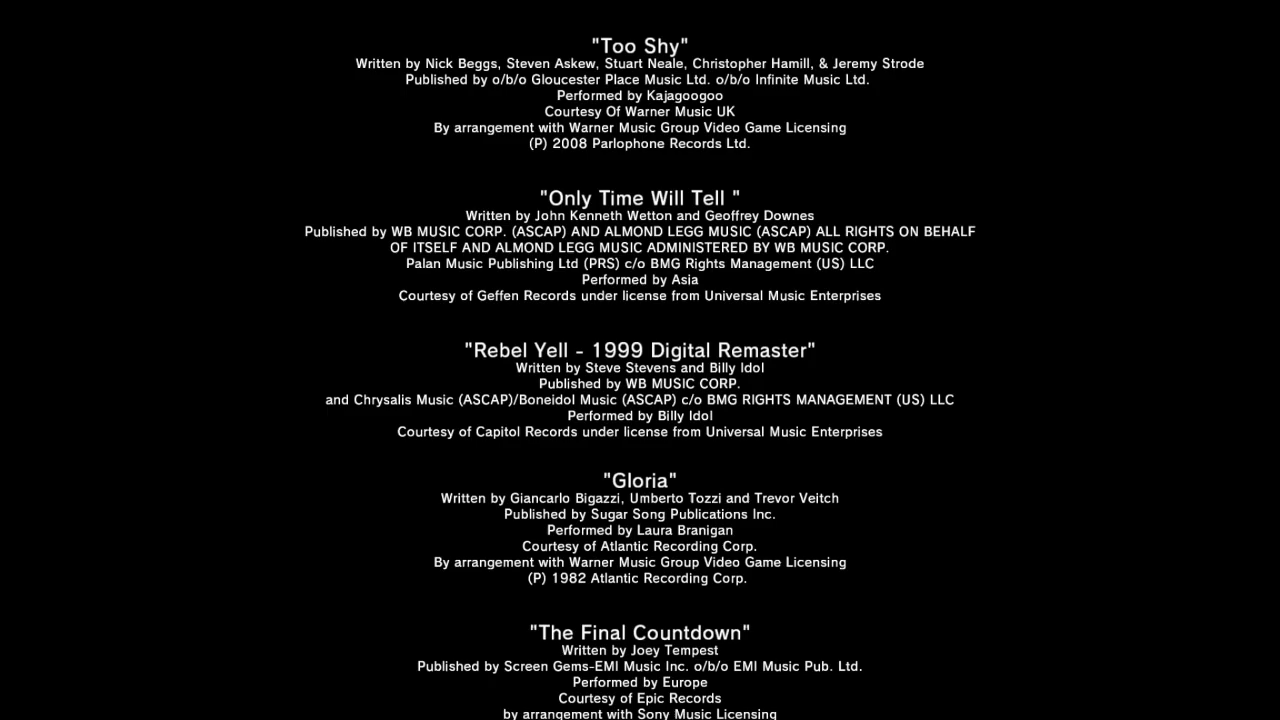 "Too Shy"
Written by Nick Beggs, Steven Askew, Stuart Neale, Christopher Hamill, & Jeremy Strode
Published by o/b/o Gloucester Place Music Ltd. o/b/o Infinite Music Ltd.
Performed by Kajagoogoo
Courtesy Of Warner Music UK
By arrangement with Warner Music Group Video Game Licensing
(P) 2008 Parlophone Records Ltd.
"Only Time Will Tell "
Written by John Kenneth Wetton and Geoffrey Downes
Published by WB MUSIC CORP. (ASCAP) AND ALMOND LEGG MUSIC (ASCAP) ALL RIGHTS ON BEHALF
OF ITSELF AND ALMOND LEGG MUSIC ADMINISTERED BY WB MUSIC CORP.
Palan Music Publishing Ltd (PRS) c/o BMG Rights Management (US) LLC
Performed by Asia
Courtesy of Geffen Records under license from Universal Music Enterprises
"Rebel Yell - 1999 Digital Remaster"
Written by Steve Stevens and Billy Idol
Published by WB MUSIC CORP.
and Chrysalis Music (ASCAP)/Boneidol Music (ASCAP) c/o BMG RIGHTS MANAGEMENT (US) LLC
Performed by Billy Idol
Courtesy of Capitol Records under license from Universal Music Enterprises
"Gloria"
Written by Giancarlo Bigazzi, Umberto Tozzi and Trevor Veitch
Published by Sugar Song Publications Inc.
Performed by Laura Branigan
Courtesy of Atlantic Recording Corp.
By arrangement with Warner Music Group Video Game Licensing
(P) 1982 Atlantic Recording Corp.
"The Final Countdown"
Written by Joey Tempest
Published by Screen Gems-EMI Music Inc. o/b/o EMI Music Pub. Ltd.
Performed by Europe
Courtesy of Epic Records
by arrangement with Sony Music Licensing